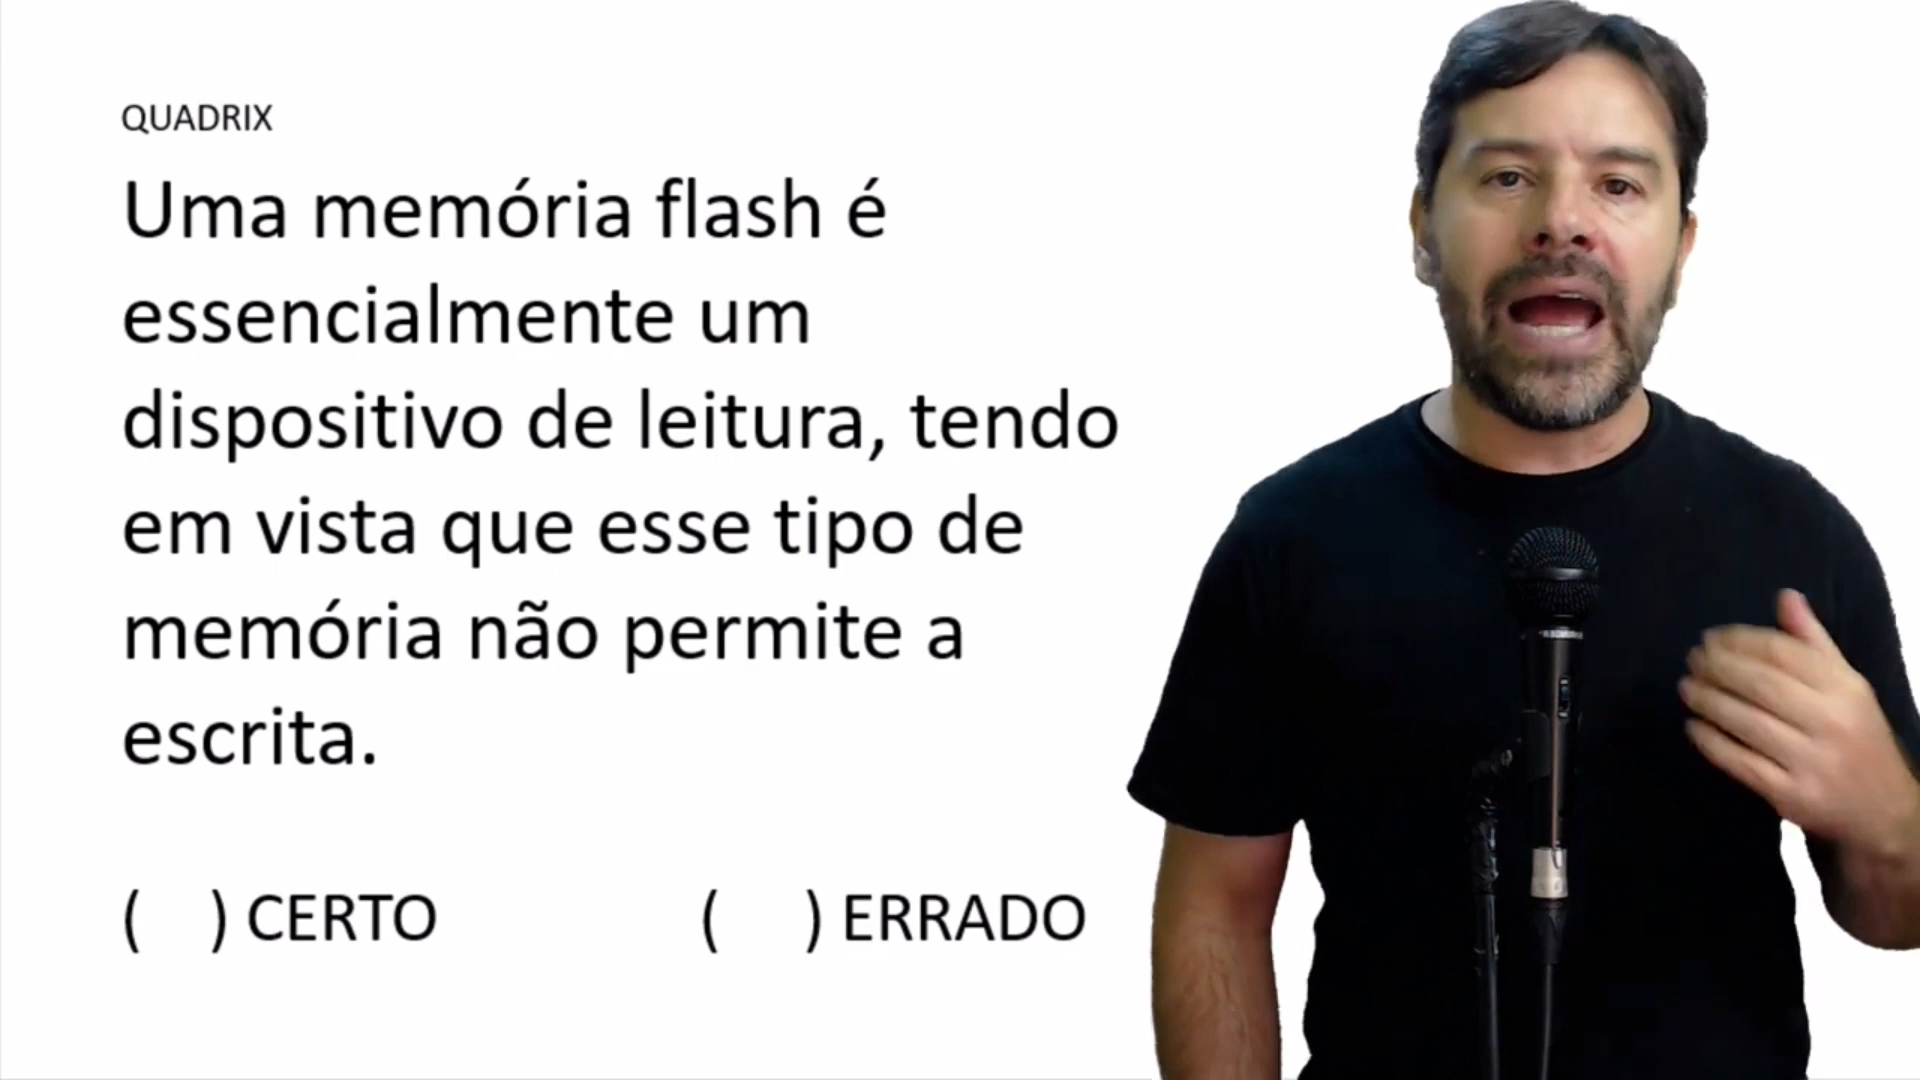 QUADRIX
Uma memória flash é
essencialmente um
dispositivo de leitura, tendo
em vista que esse tipo de
memória não permite a
escrita.
(    ) CERTO    (    ) ERRADO